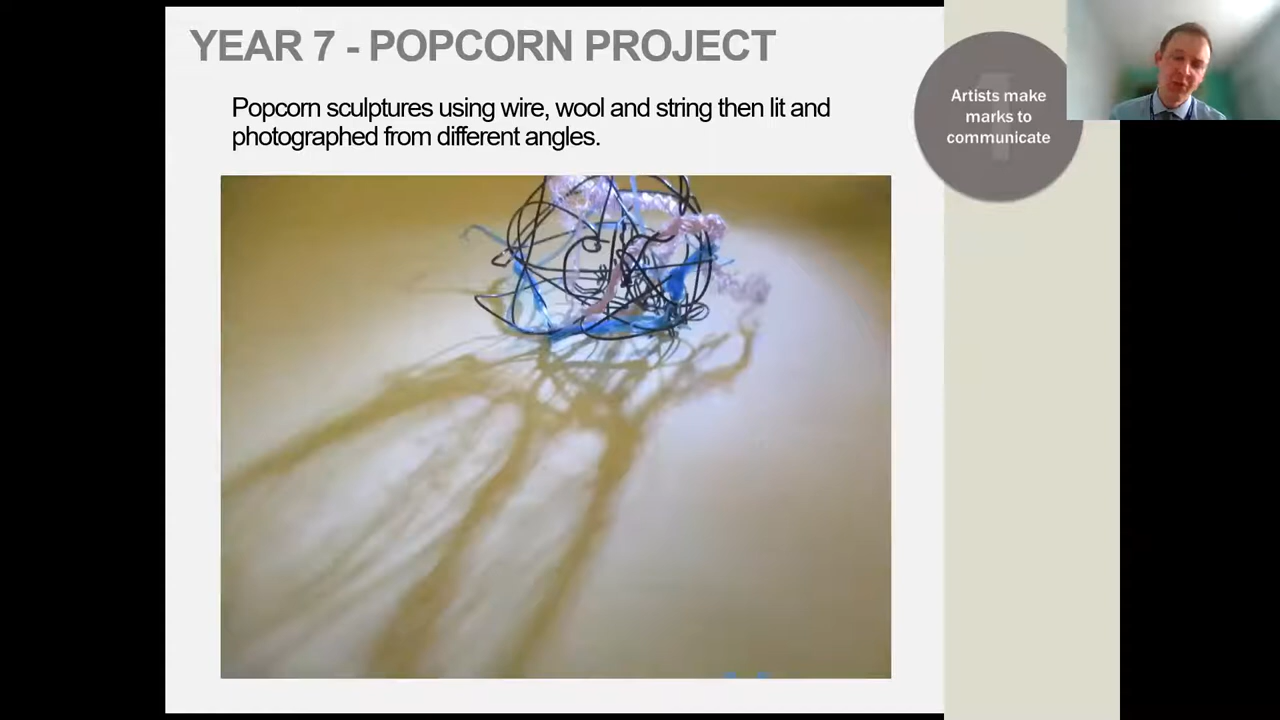 YEAR 7 - POPCORN PROJECT
Popcorn sculptures using wire, wool and string then lit and
photographed from different angles.
Artists make
marks to
communicate